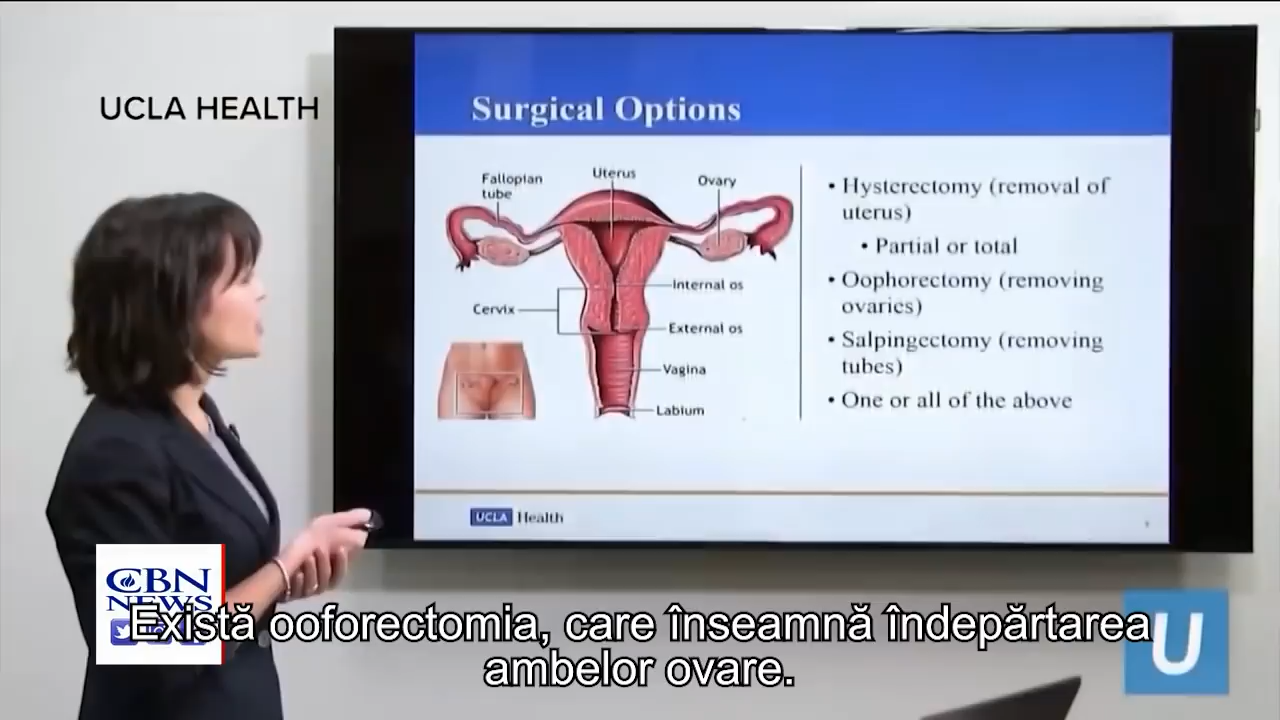 UCLA HEALTH
Surgical Options
Fallopian
tube
Uterus
Ovary
Internal os
Cervix
External os
Vagina
Labium
• Hysterectomy (removal of
uterus)
• Partial or total
• Oophorectomy (removing
ovaries)
• Salpingectomy (removing
tubes)
• One or all of the above
UCLA Health
CBN
NEWS
Există ooforectomia, care înseamnă îndepărtarea
ambelor ovare.
U